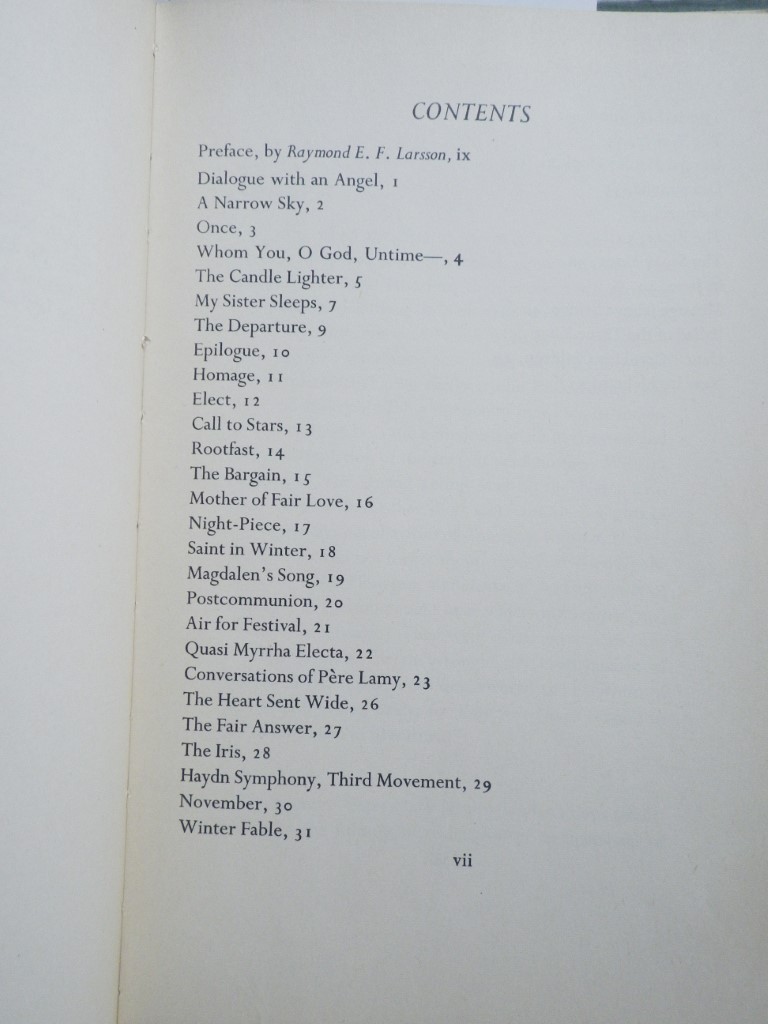 CONTENTS
Preface, by Raymond E. F. Larsson, ix
Dialogue with an Angel, 1
A Narrow Sky, 2
Once, 3
Whom You, O God, Untime—, 4
The Candle Lighter, 5
My Sister Sleeps, 7
The Departure, 9
Epilogue, 10
Homage, 11
Elect, 12
Call to Stars, 13
Rootfast, 14
The Bargain, 15
Mother of Fair Love, 16
Night-Piece, 17
Saint in Winter, 18
Magdalen's Song, 19
Postcommunion, 20
Air for Festival, 21
Quasi Myrrha Electa, 22
Conversations of Père Lamy, 23
The Heart Sent Wide, 26
The Fair Answer, 27
The Iris, 28
Haydn Symphony, Third Movement, 29
November, 30
Winter Fable, 31
vii